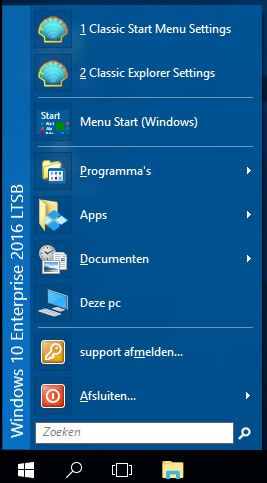 1 Classic Start Menu Settings
2 Classic Explorer Settings
Start
Menu Start (Windows)
Programma's
Apps
Documenten
Deze pc
support afmelden...
Afsluiten...
Zoeken
Windows 10 Enterprise 2016 LTSB